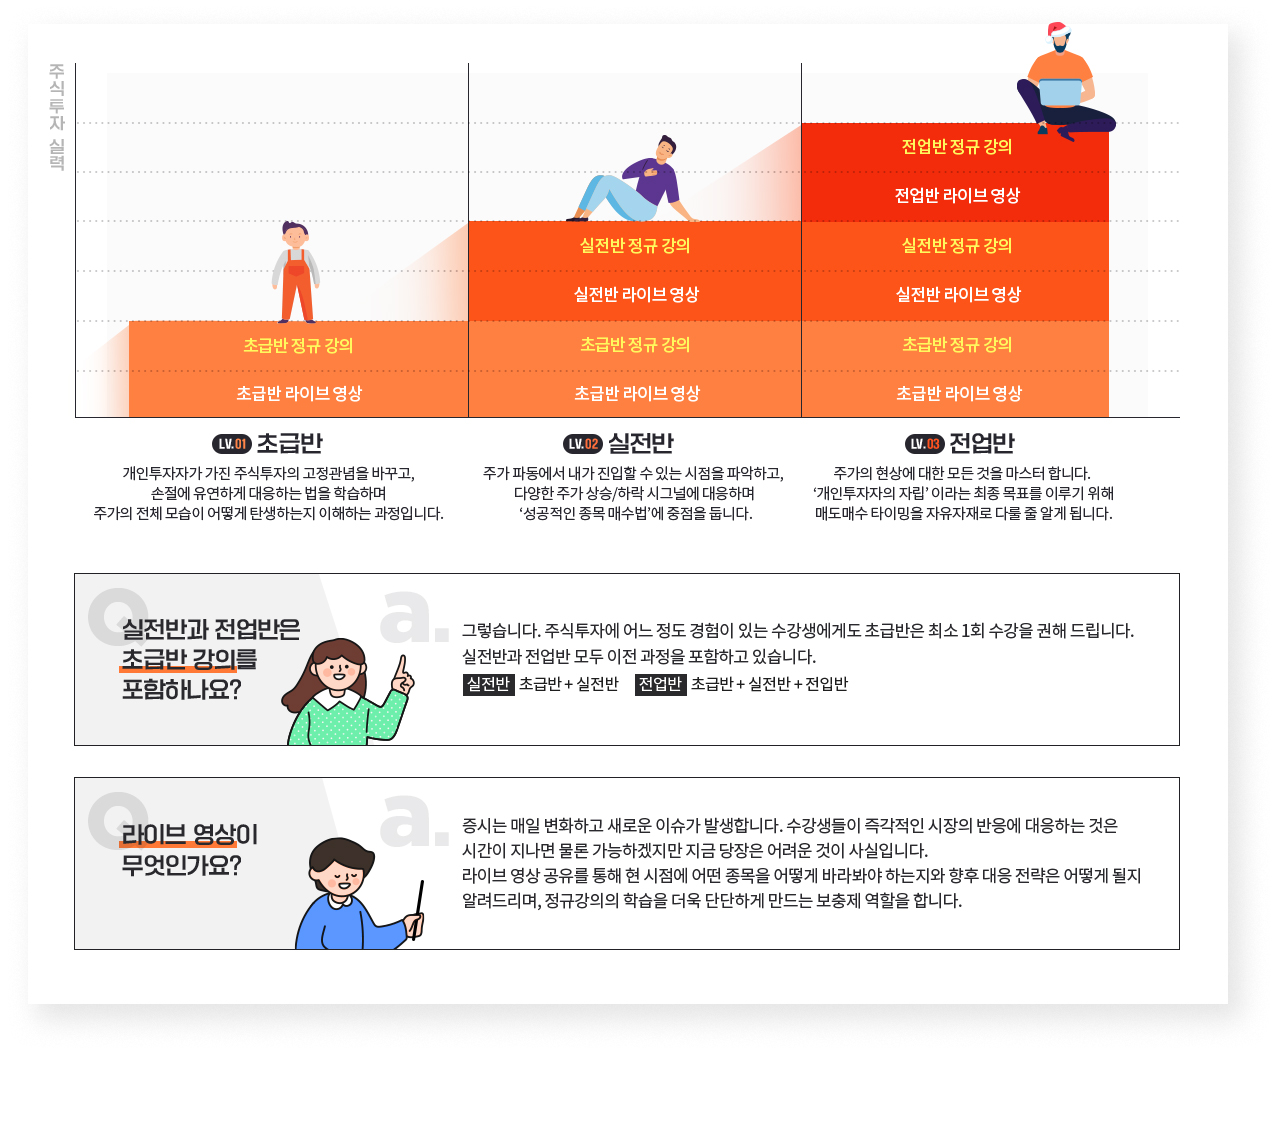 주식투자 실력
전업반 정규 강의
전업반 라이브 영상
실전반 정규 강의
실전반 정규 강의
실전반 라이브 영상
실전반 라이브 영상
초급반 정규 강의
초급반 정규 강의
초급반 정규 강의
초급반 라이브 영상
초급반 라이브 영상
초급반 라이브 영상
LV.01 초급반
개인투자자가 가진 주식투자의 고정관념을 바꾸고,
손절에 유연하게 대응하는 법을 학습하며
주가의 전체 모습이 어떻게 탄생하는지 이해하는 과정입니다.
LV.02 실전반
주가 파동에서 내가 진입할 수 있는 시점을 파악하고,
다양한 주가 상승/하락 시그널에 대응하며
‘성공적인 종목 매수법’에 중점을 둡니다.
LV.03 전업반
주가의 현상에 대한 모든 것을 마스터 합니다.
‘개인투자자의 자립’ 이라는 최종 목표를 이루기 위해
매도매수 타이밍을 자유자재로 다룰 줄 알게 됩니다.
Q
실전반과 전업반은
초급반 강의를
포함하나요?
a.
그렇습니다. 주식투자에 어느 정도 경험이 있는 수강생에게도 초급반은 최소 1회 수강을 권해 드립니다.
실전반과 전업반 모두 이전 과정을 포함하고 있습니다.
실전반 초급반 + 실전반 전업반 초급반 + 실전반 + 전입반
Q
라이브 영상이
무엇인가요?
a.
증시는 매일 변화하고 새로운 이슈가 발생합니다. 수강생들이 즉각적인 시장의 반응에 대응하는 것은
시간이 지나면 물론 가능하겠지만 지금 당장은 어려운 것이 사실입니다.
라이브 영상 공유를 통해 현 시점에 어떤 종목을 어떻게 바라봐야 하는지와 향후 대응 전략은 어떻게 될지
알려드리며, 정규강의의 학습을 더욱 단단하게 만드는 보충제 역할을 합니다.